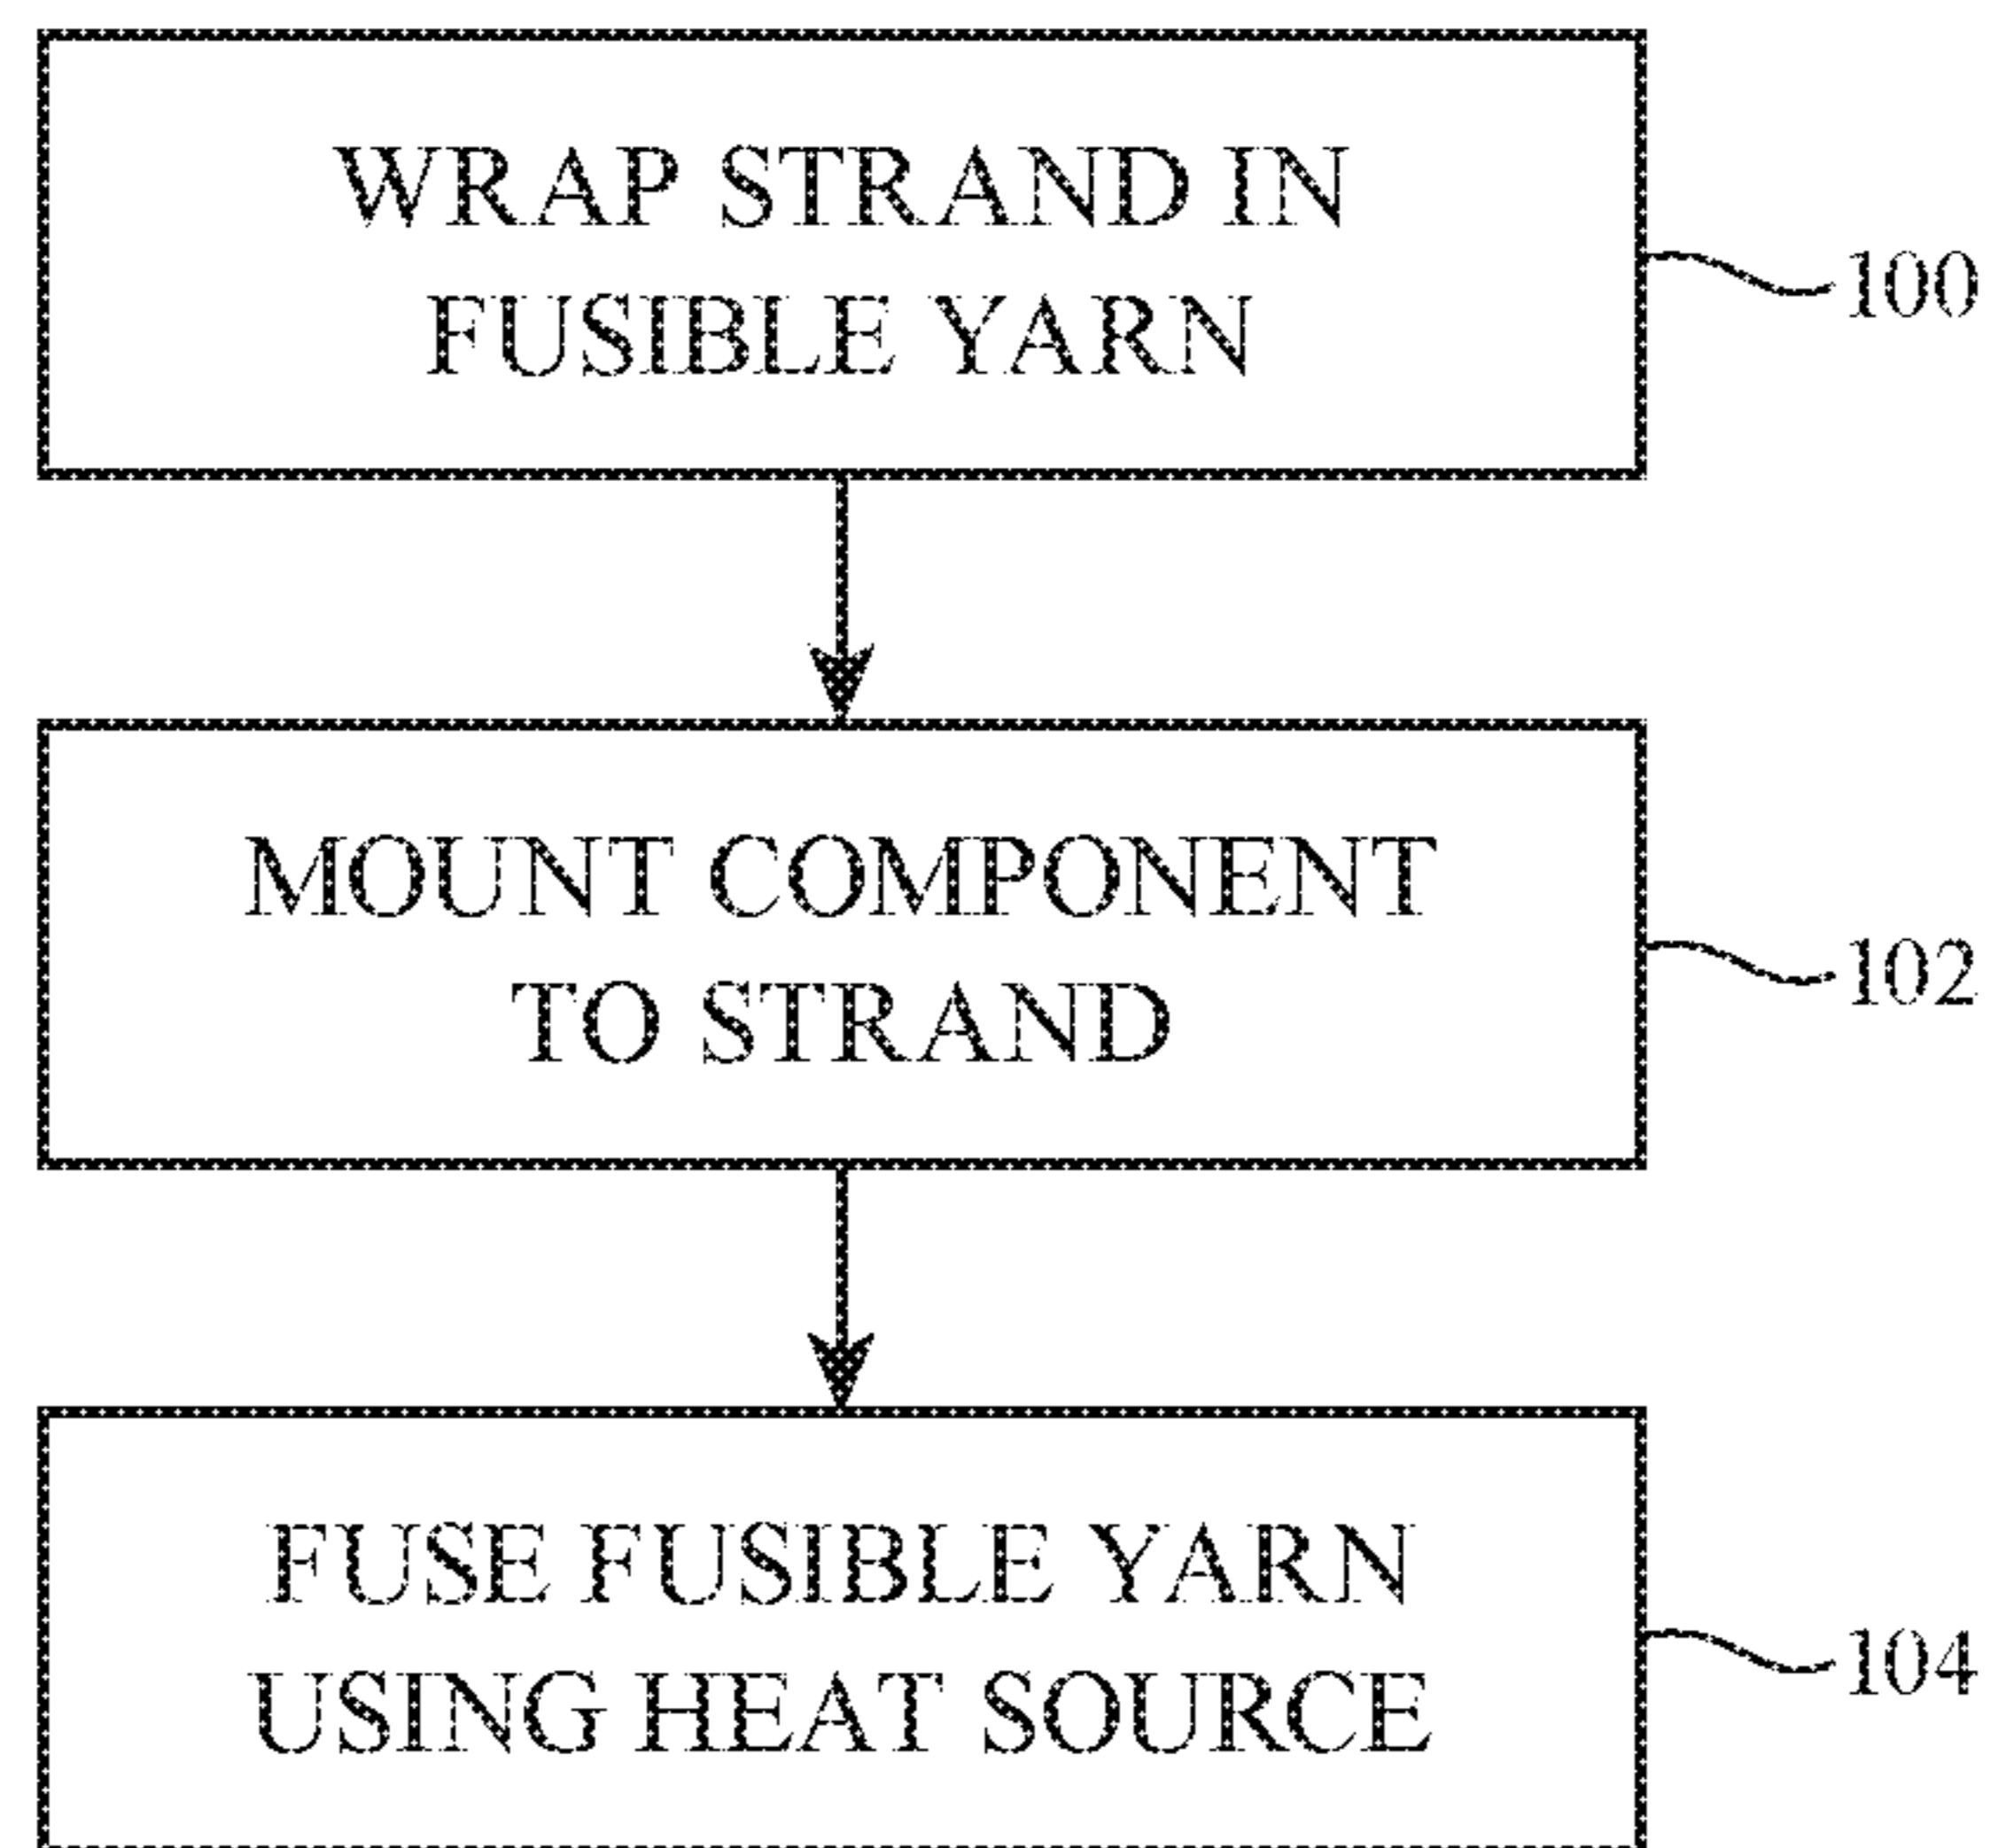 WRAP STRAND IN
FUSIBLE YARN
100
MOUNT COMPONENT
TO STRAND
102
FUSE FUSIBLE YARN
USING HEAT SOURCE
104